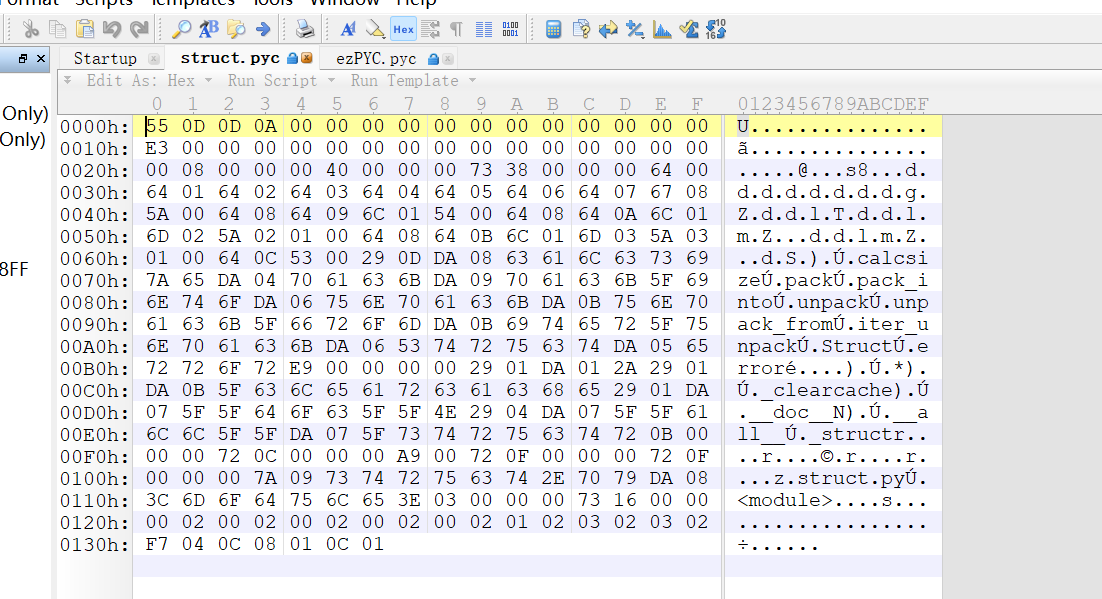 ormat Scripts Templates Tools Window Help
Hex
Startup struct.pyc ezPYC.pyc
Edit As: Hex Run Script Run Template
0 1 2 3 4 5 6 7 8 9 A B C D E F 0123456789ABCDEF
Only)
Only)
8FF
0000h: 55 0D 0D 0A 00 00 00 00 00 00 00 00 00 00 00 00 U...............
0010h: E3 00 00 00 00 00 00 00 00 00 00 00 00 00 00 00 ã...............
0020h: 00 08 00 00 00 40 00 00 00 73 38 00 00 00 64 00 .....@...s8...d.
0030h: 64 01 64 02 64 03 64 04 64 05 64 06 64 07 67 08 d.d.d.d.d.d.d.g.
0040h: 5A 00 64 08 64 09 6C 01 54 00 64 08 64 0A 6C 01 Z.d.d.l.T.d.d.l.
0050h: 6D 02 5A 02 01 00 64 08 64 0B 6C 01 6D 03 5A 03 m.Z...d.d.l.m.Z.
0060h: 01 00 64 0C 53 00 29 0D DA 08 63 61 6C 63 73 69 ..d.S.).Ú.calcsi
0070h: 7A 65 DA 04 70 61 63 6B DA 09 70 61 63 6B 5F 69 zeÚ.packÚ.pack_i
0080h: 6E 74 6F DA 06 75 6E 70 61 63 6B DA 0B 75 6E 70 ntoÚ.unpackÚ.unp
0090h: 61 63 6B 5F 66 72 6F 6D DA 0B 69 74 65 72 5F 75 ack_fromÚ.iter_u
00A0h: 6E 70 61 63 6B DA 06 53 74 72 75 63 74 DA 05 65 npackÚ.StructÚ.e
00B0h: 72 72 6F 72 E9 00 00 00 00 29 01 DA 01 2A 29 01 rroré....).Ú.*).
00C0h: DA 0B 5F 63 6C 65 61 72 63 61 63 68 65 29 01 DA Ú._clearcache).Ú
00D0h: 07 5F 5F 64 6F 63 5F 5F 4E 29 04 DA 07 5F 5F 61 .__doc__N).Ú.__a
00E0h: 6C 6C 5F 5F DA 07 5F 73 74 72 75 63 74 72 0B 00 ll__Ú._structr..
00F0h: 00 00 72 0C 00 00 00 A9 00 72 0F 00 00 00 72 0F ..r....©.r....r.
0100h: 00 00 00 7A 09 73 74 72 75 63 74 2E 70 79 DA 08 ...z.struct.pyÚ.
0110h: 3C 6D 6F 64 75 6C 65 3E 03 00 00 00 73 16 00 00 <module>....s...
0120h: 00 02 00 02 00 02 00 02 00 02 01 02 03 02 03 02 ................
0130h: F7 04 0C 08 01 0C 01 ÷......